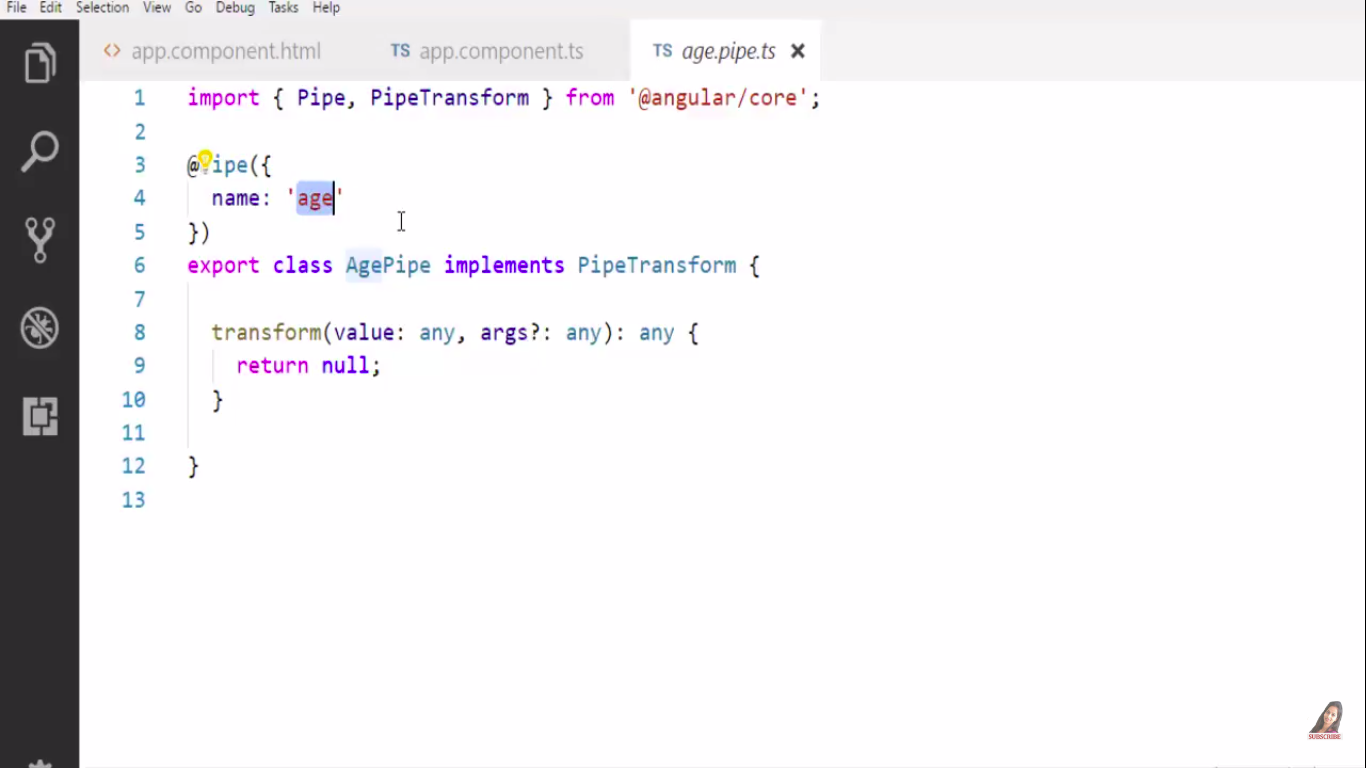 File Edit Selection View Go Debug Tasks Help
<> app.component.html TS app.component.ts TS age.pipe.ts ×
1 import { Pipe, PipeTransform } from '@angular/core';
2
3 @Pipe({
4 name: 'age'
5 })
6 export class AgePipe implements PipeTransform {
7
8 transform(value: any, args?: any): any {
9 return null;
10 }
11
12 }
13
SUBSCRIBE